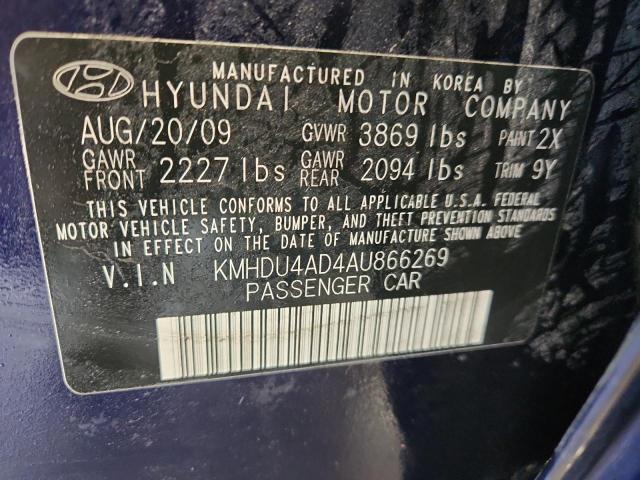 MANUFACTURED IN KOREA BY
HYUNDAI MOTOR COMPANY
AUG/20/09 GVWR 3869 lbs PAINT 2X
GAWR FRONT 2227 lbs GAWR REAR 2094 lbs TRIM 9Y
THIS VEHICLE CONFORMS TO ALL APPLICABLE U.S.A. FEDERAL
MOTOR VEHICLE SAFETY, BUMPER, AND THEFT PREVENTION STANDARDS
IN EFFECT ON THE DATE OF MANUFACTURE SHOWN ABOVE
V.I.N KMHDU4AD4AU866269
PASSENGER CAR